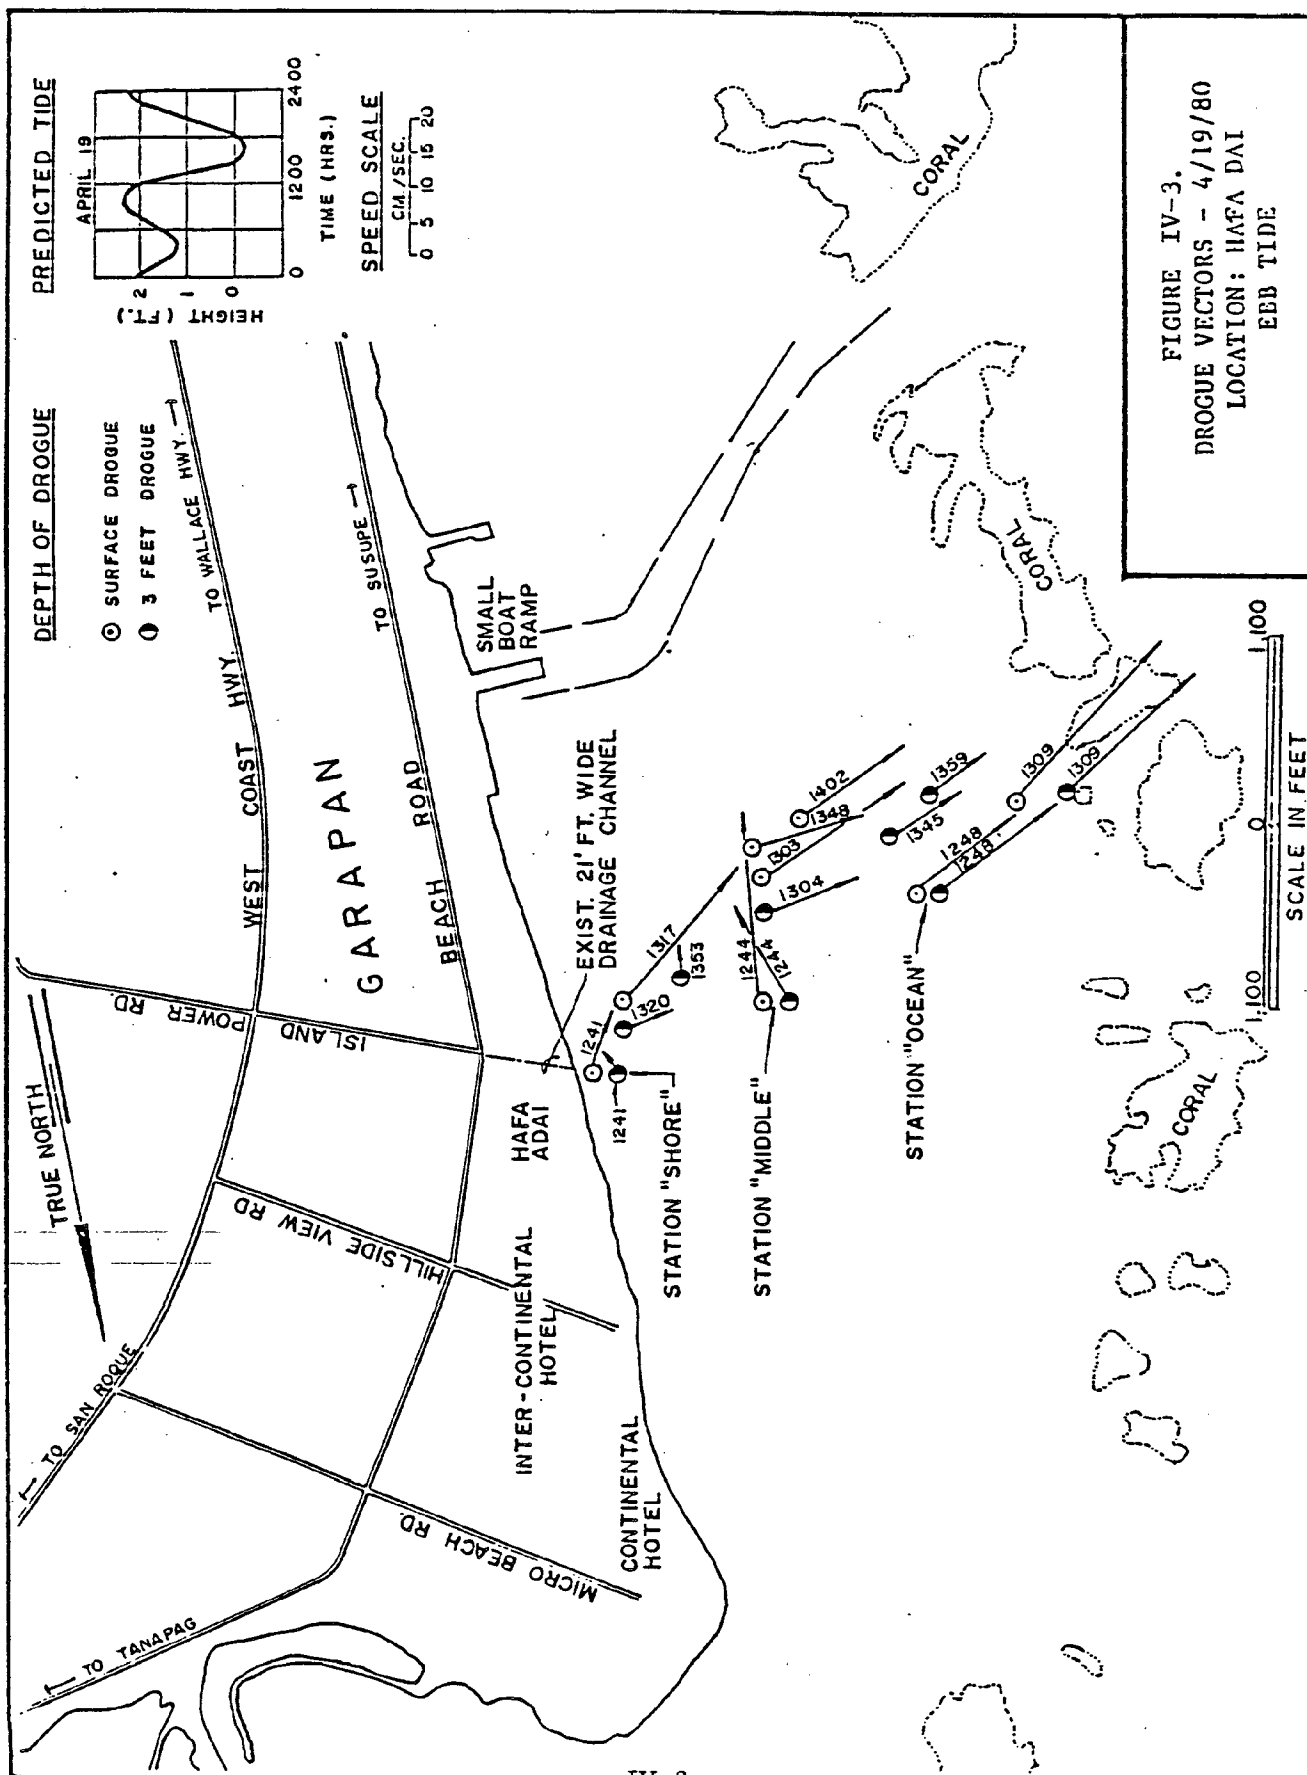 PREDICTED TIDE
APRIL 19
HEIGHT (FT.)
2
1
0
0
1200
2400
TIME (HRS.)
SPEED SCALE
CM./SEC.
0 5 10 15 20
DEPTH OF DROGUE
SURFACE DROGUE
3 FEET DROGUE
TO WALLACE HWY.
WEST COAST HWY.
TO SUSUPE
BEACH ROAD
GARAPAN
ISLAND
POWER RD.
TRUE NORTH
TO SAN ROQUE
HILLSIDE VIEW RD
MICRO BEACH RD.
TO TANAPAG
SMALL
BOAT
RAMP
EXIST. 21' FT. WIDE
DRAINAGE CHANNEL
HAFA
ADAI
INTER-CONTINENTAL
HOTEL
CONTINENTAL
HOTEL
STATION "SHORE"
1241
1241
1320
1317
1353
STATION "MIDDLE"
1244
1244
1304
1303
1348
1402
STATION "OCEAN"
1248
1248
1345
1359
1309
1309
CORAL
CORAL
CORAL
1,100
0
1,100
SCALE IN FEET
FIGURE IV-3.
DROGUE VECTORS - 4/19/80
LOCATION: HAFA DAI
EBB TIDE